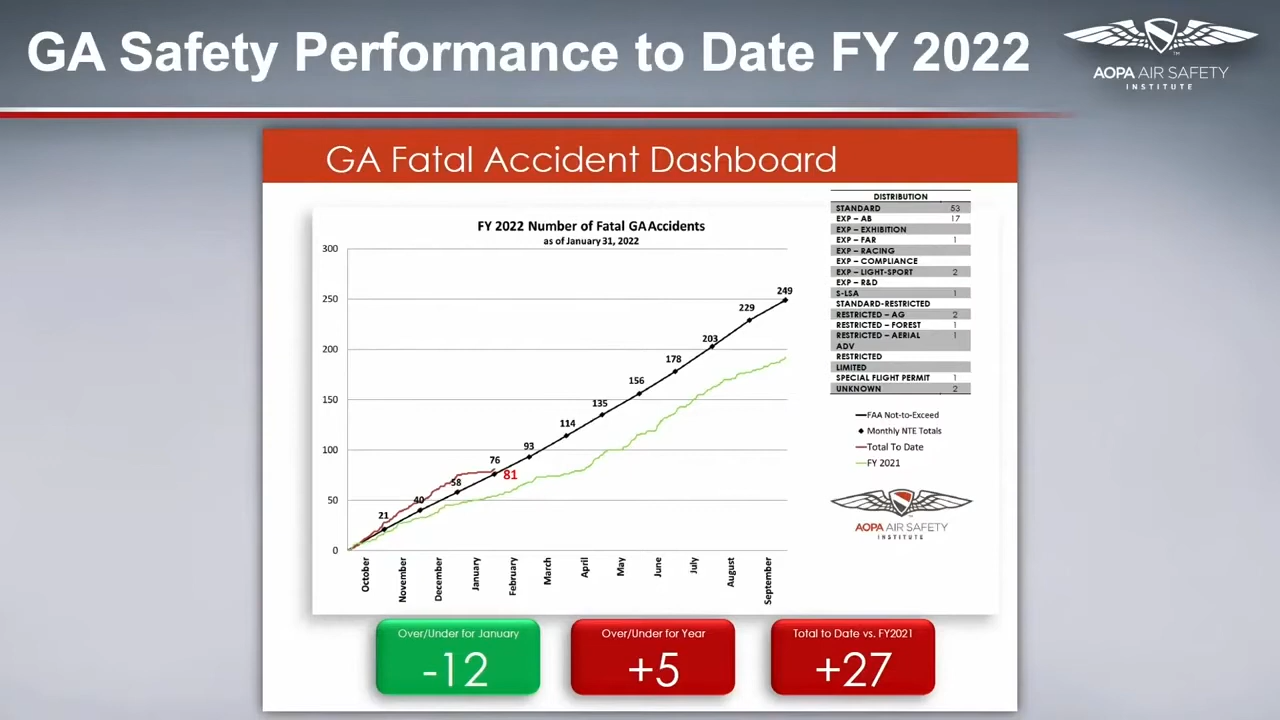 GA Safety Performance to Date FY 2022
AOPA AIR SAFETY
INSTITUTE
GA Fatal Accident Dashboard
FY 2022 Number of Fatal GA Accidents
as of January 31, 2022
300
250
200
150
100
50
0
21
40
58
76
81
93
114
135
156
178
203
229
249
October
November
December
January
February
March
April
May
June
July
August
September
DISTRIBUTION
STANDARD 53
EXP – AB 17
EXP – EXHIBITION
EXP – FAR 1
EXP – RACING
EXP – COMPLIANCE
EXP – LIGHT-SPORT 2
EXP – R&D
S-LSA 1
STANDARD-RESTRICTED
RESTRICTED – AG 2
RESTRICTED – FOREST 1
RESTRICTED – AERIAL 1
ADV
RESTRICTED
LIMITED
SPECIAL FLIGHT PERMIT 1
UNKNOWN 2
FAA Not-to-Exceed
Monthly NTE Totals
Total To Date
FY 2021
AOPA AIR SAFETY
INSTITUTE
Over/Under for January
-12
Over/Under for Year
+5
Total to Date vs. FY2021
+27